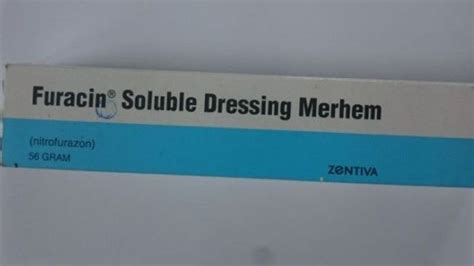 Furacin® Soluble Dressing Merhem
(nitrofurazon)
56 GRAM
ZENTIVA